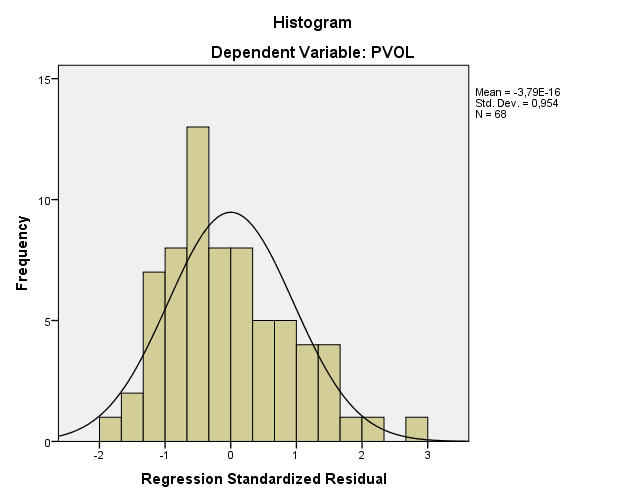 Histogram
Dependent Variable: PVOL
Mean = -3,79E-16
Std. Dev. = 0,954
N = 68
Frequency
15
10
5
0
-2 -1 0 1 2 3
Regression Standardized Residual